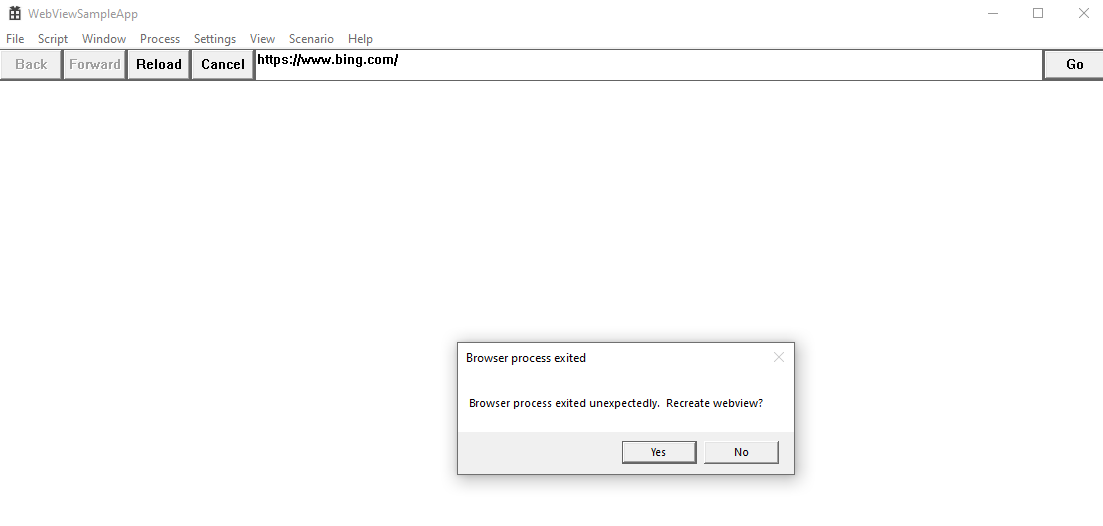 WebViewSampleApp
File Script Window Process Settings View Scenario Help
Back Forward Reload Cancel https://www.bing.com/ Go
Browser process exited
Browser process exited unexpectedly.  Recreate webview?
Yes No